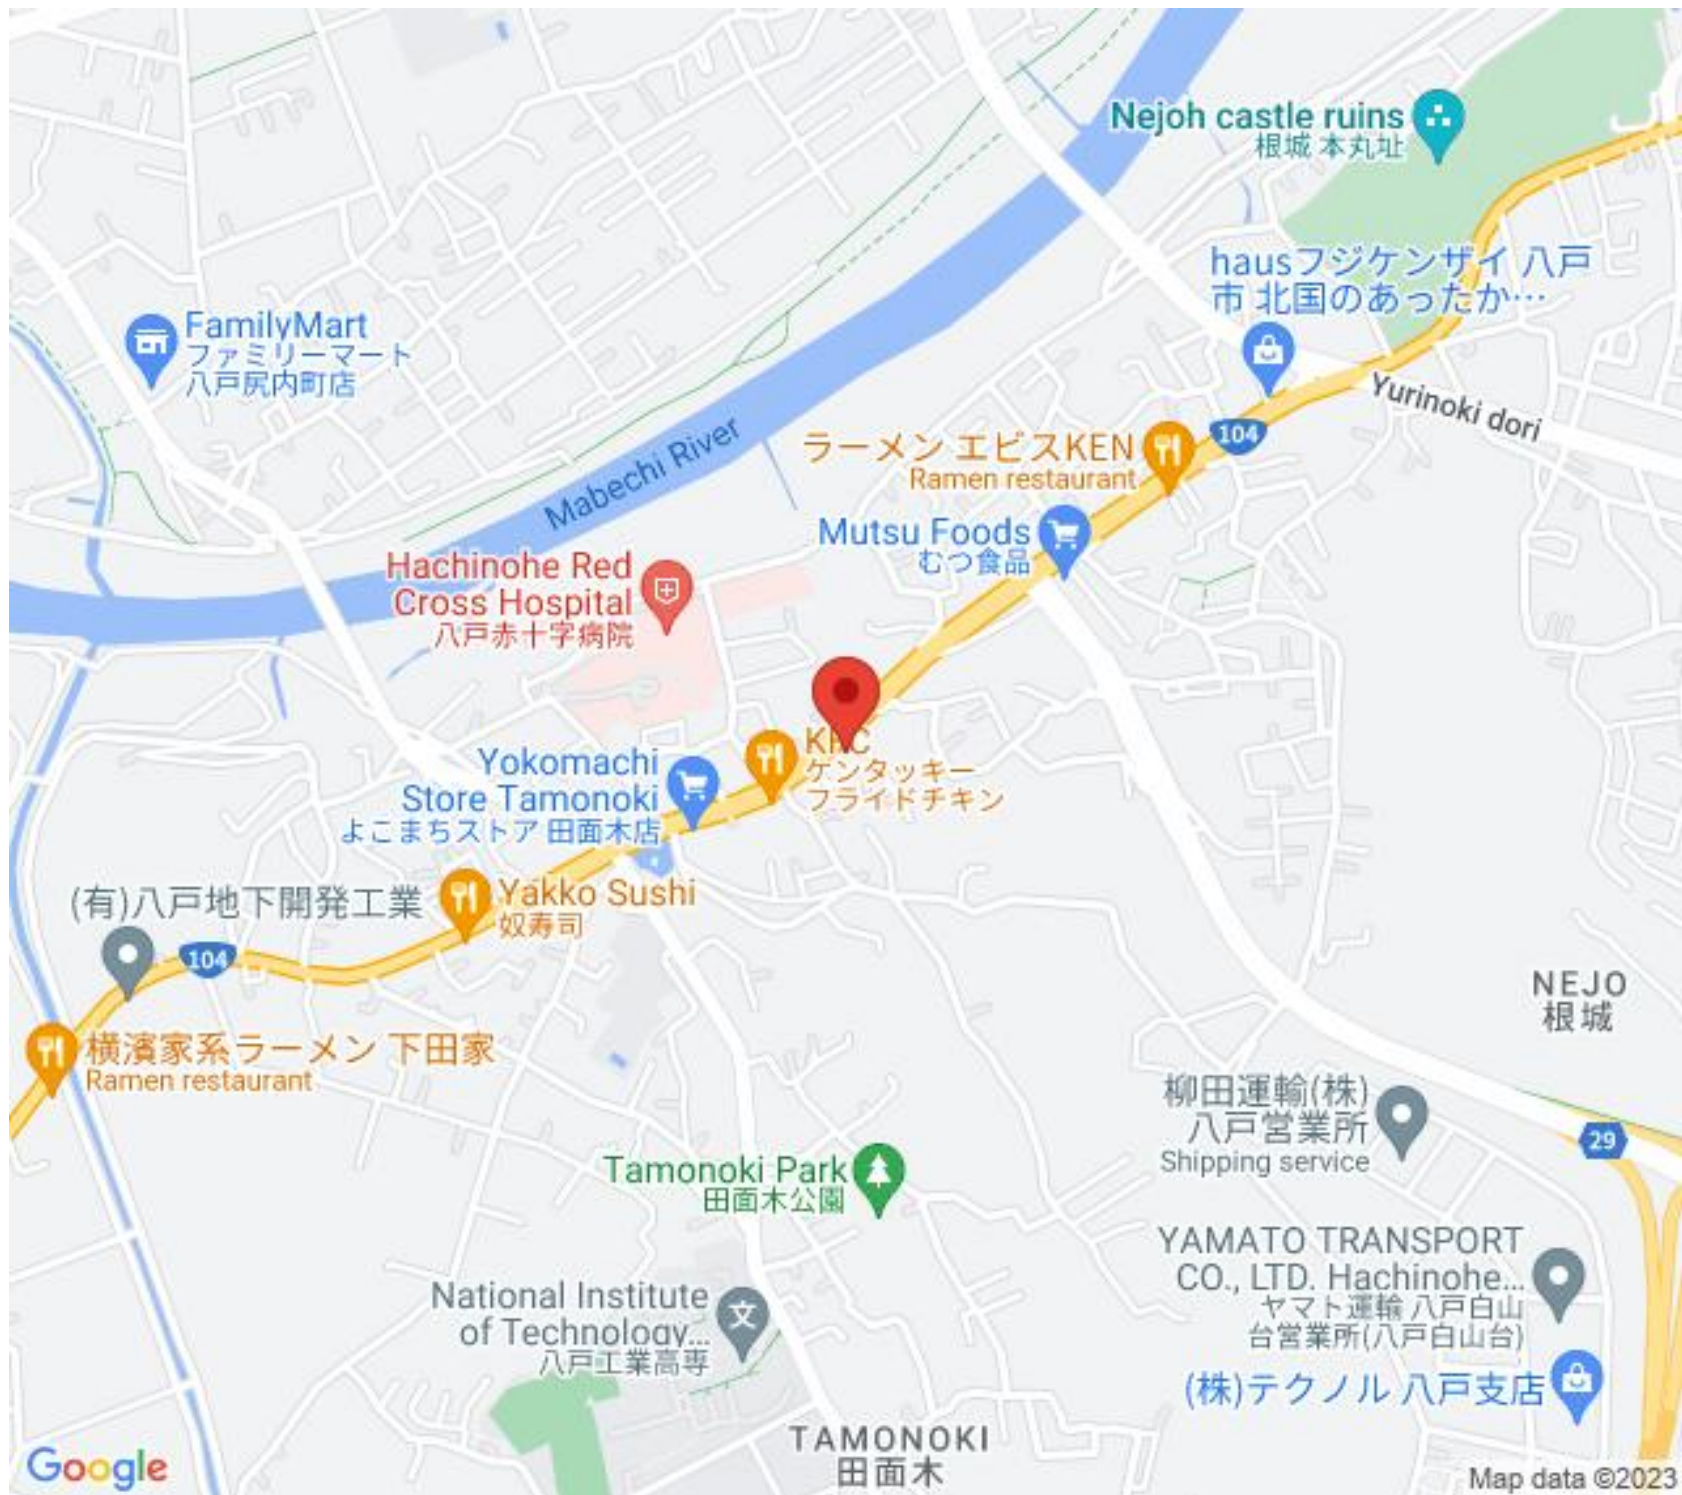 Nejoh castle ruins
根城 本丸址
hausフジケンザイ 八戸
市 北国のあったか…
FamilyMart
ファミリーマート
八戸尻内町店
Yurinoki dori
104
Mabechi River
ラーメン エビスKEN
Ramen restaurant
Mutsu Foods
むつ食品
Hachinohe Red
Cross Hospital
八戸赤十字病院
KFC
ケンタッキー
フライドチキン
Yokomachi
Store Tamonoki
よこまちストア 田面木店
(有)八戸地下開発工業
Yakko Sushi
奴寿司
104
NEJO
根城
横濱家系ラーメン 下田家
Ramen restaurant
柳田運輸(株)
八戸営業所
Shipping service
29
Tamonoki Park
田面木公園
YAMATO TRANSPORT
CO., LTD. Hachinohe...
ヤマト運輸 八戸白山
台営業所(八戸白山台)
National Institute
of Technology...
八戸工業高専
文
(株)テクノル 八戸支店
TAMONOKI
田面木
Google
Map data ©2023